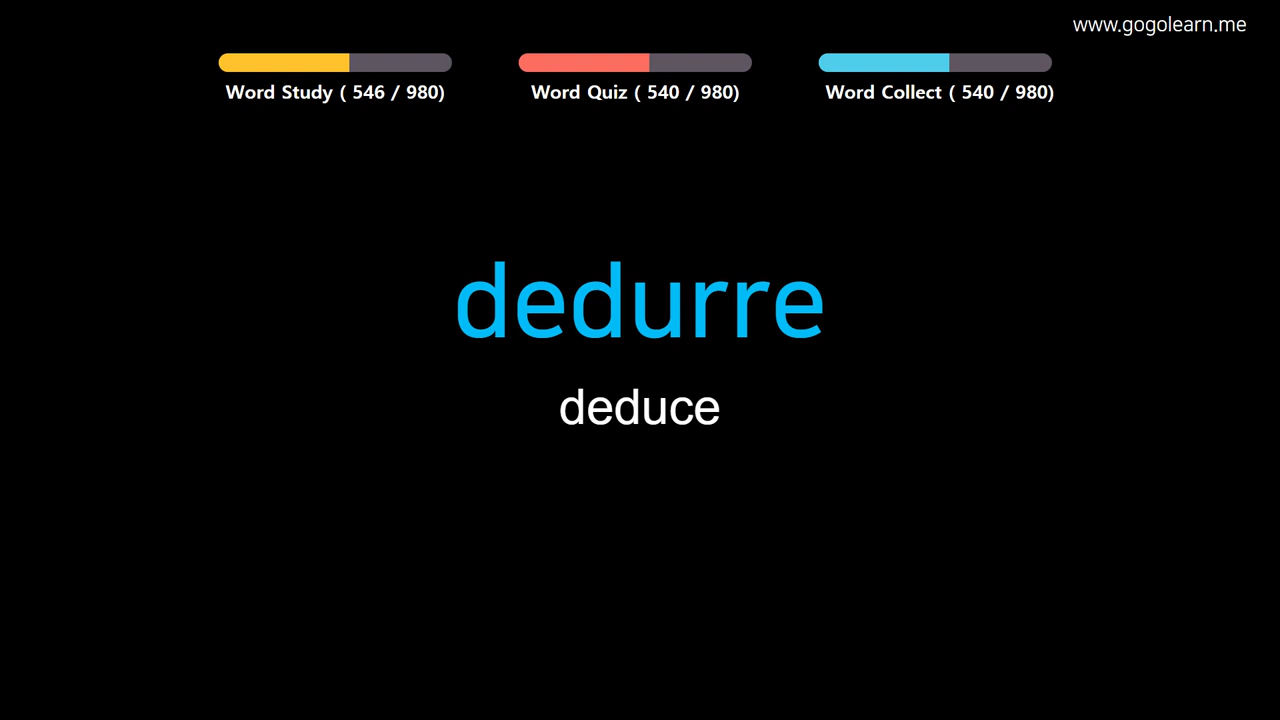 www.gogolearn.me
Word Study ( 546 / 980)
Word Quiz ( 540 / 980)
Word Collect ( 540 / 980)
dedurre
deduce